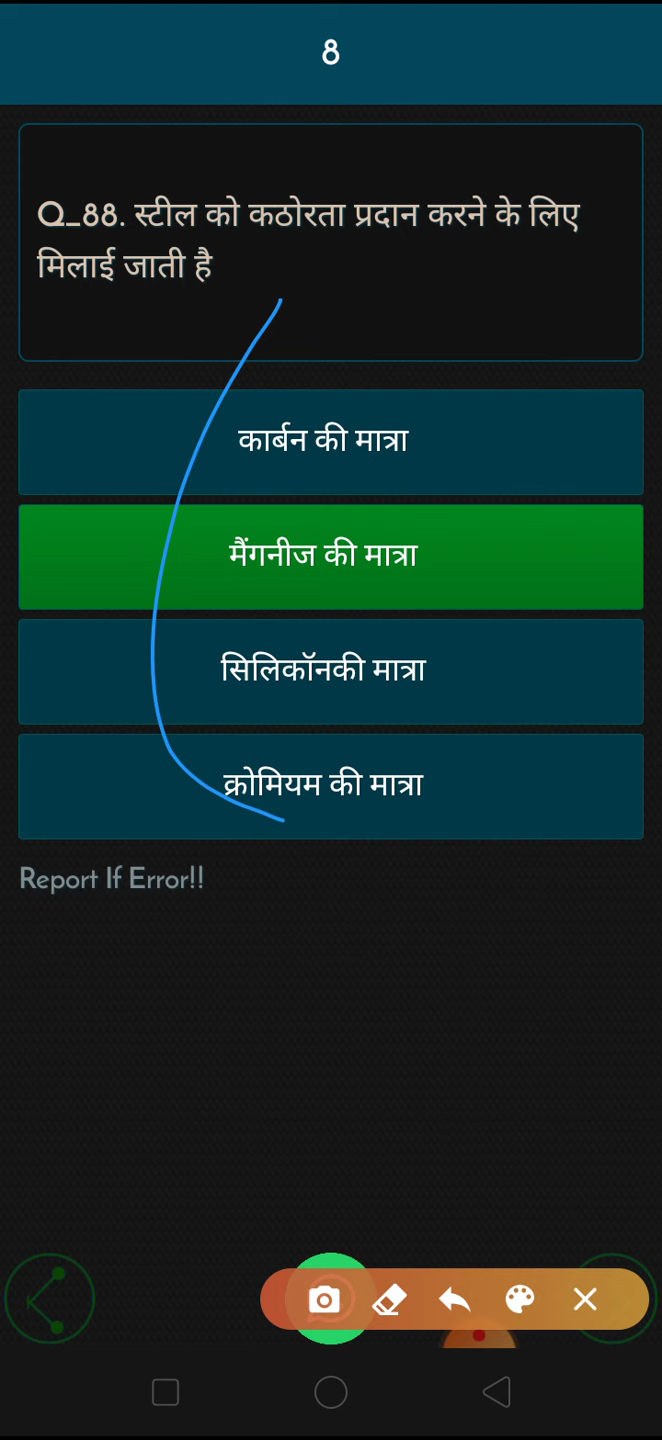 8
Q_88. स्टील को कठोरता प्रदान करने के लिए
मिलाई जाती है
कार्बन की मात्रा
मैंगनीज की मात्रा
सिलिकॉनकी मात्रा
क्रोमियम की मात्रा
Report If Error!!